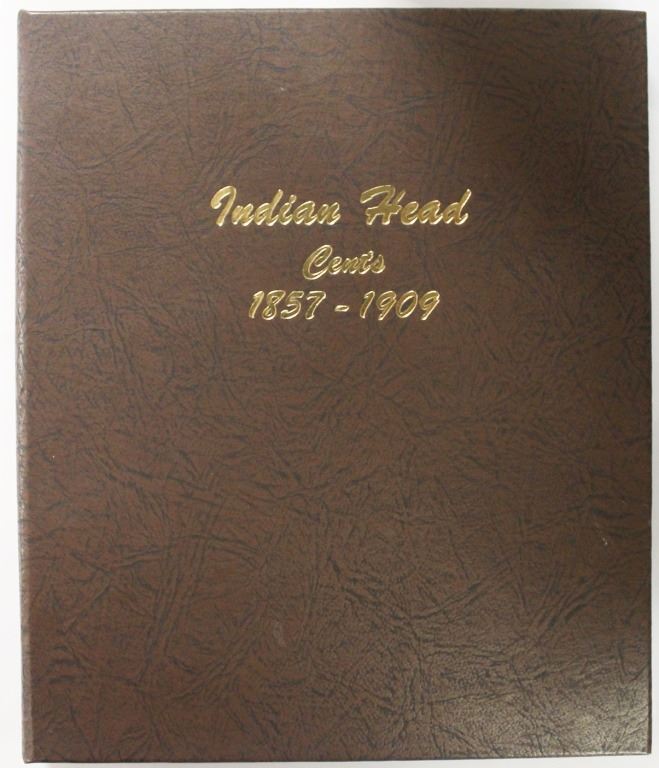 Indian Head
Cents
1857 - 1909